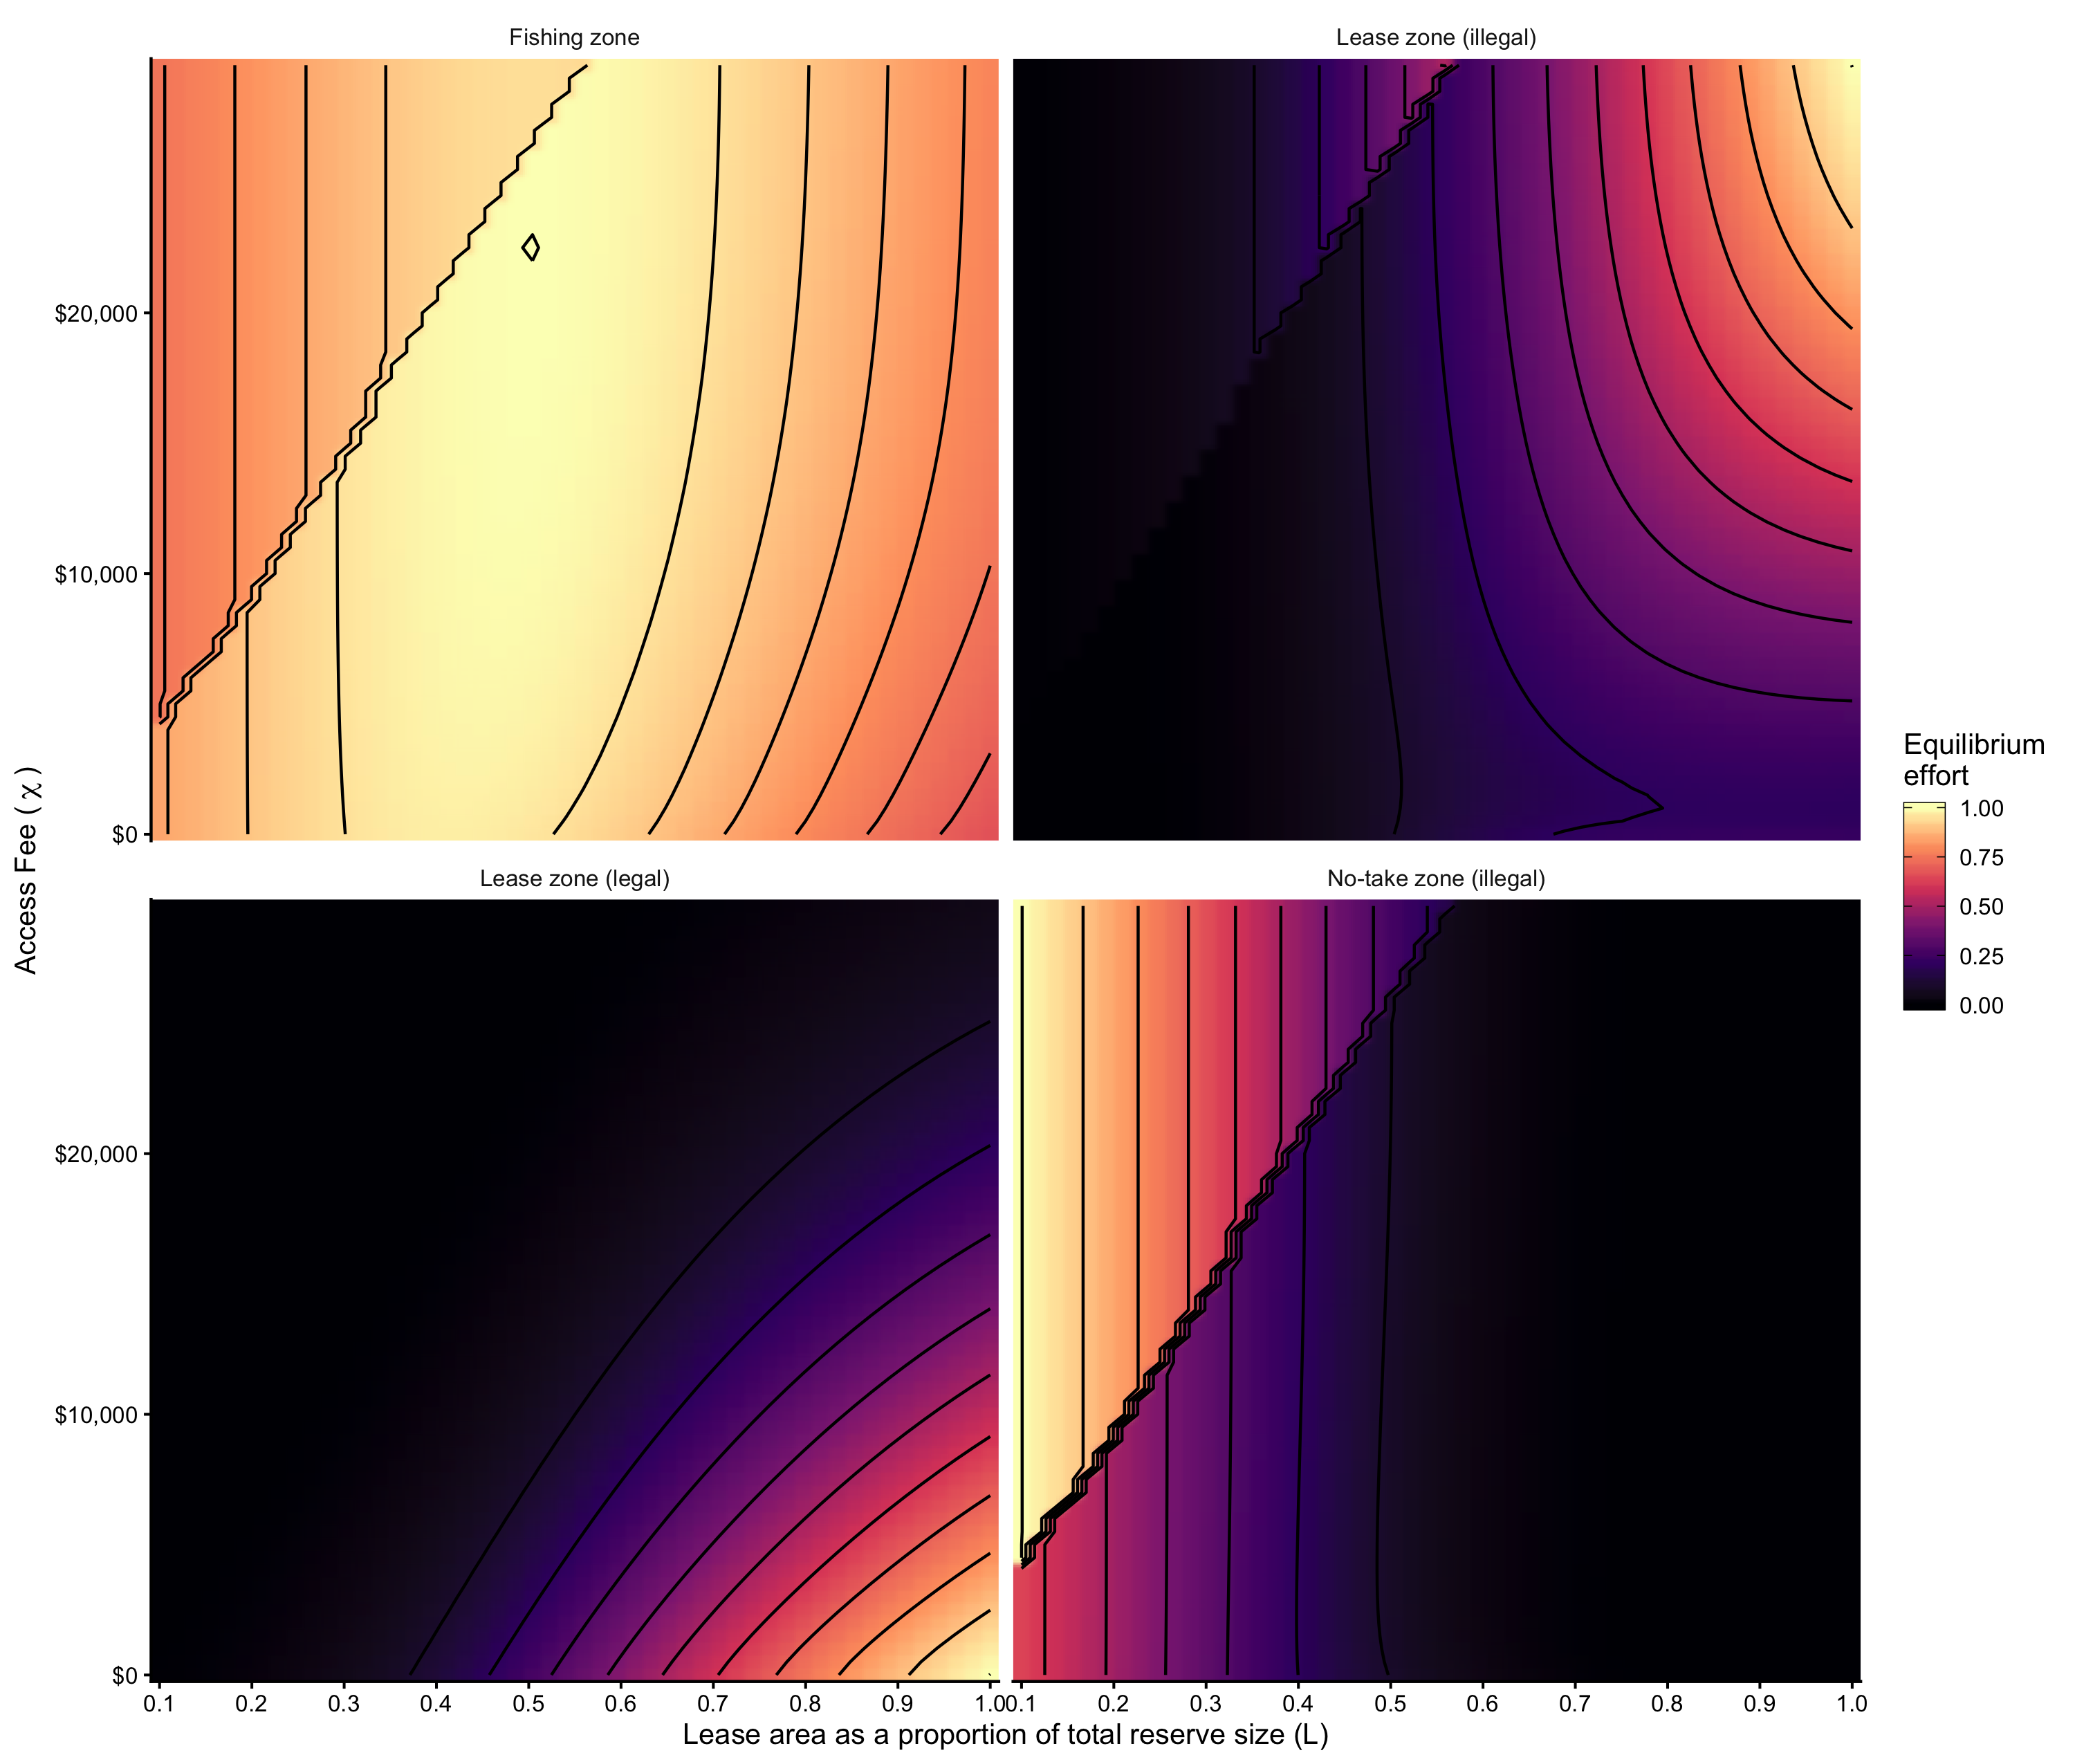 Fishing zone
Lease zone (illegal)
$20,000
$10,000
$0
Lease zone (legal)
No-take zone (illegal)
$20,000
$10,000
$0
Access Fee ( χ )
0.1 0.2 0.3 0.4 0.5 0.6 0.7 0.8 0.9 1.0
0.1 0.2 0.3 0.4 0.5 0.6 0.7 0.8 0.9 1.0
Lease area as a proportion of total reserve size (L)
Equilibrium
effort
1.00
0.75
0.50
0.25
0.00